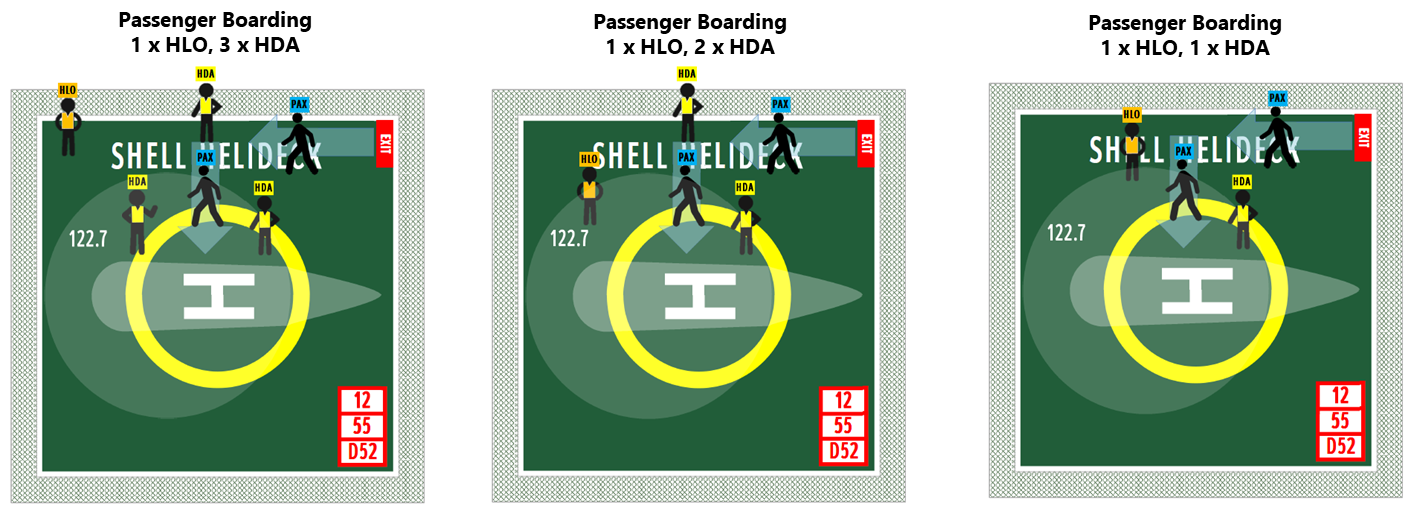 Passenger Boarding
1 x HLO, 3 x HDA
HLO
HDA
PAX
EXIT
SHELL HELIDECK
PAX
HDA
HDA
122.7
H
12
55
D52
Passenger Boarding
1 x HLO, 2 x HDA
HDA
PAX
EXIT
SHELL HELIDECK
HLO
PAX
HDA
122.7
H
12
55
D52
Passenger Boarding
1 x HLO, 1 x HDA
PAX
HLO
EXIT
SHELL HELIDECK
PAX
HDA
122.7
H
12
55
D52